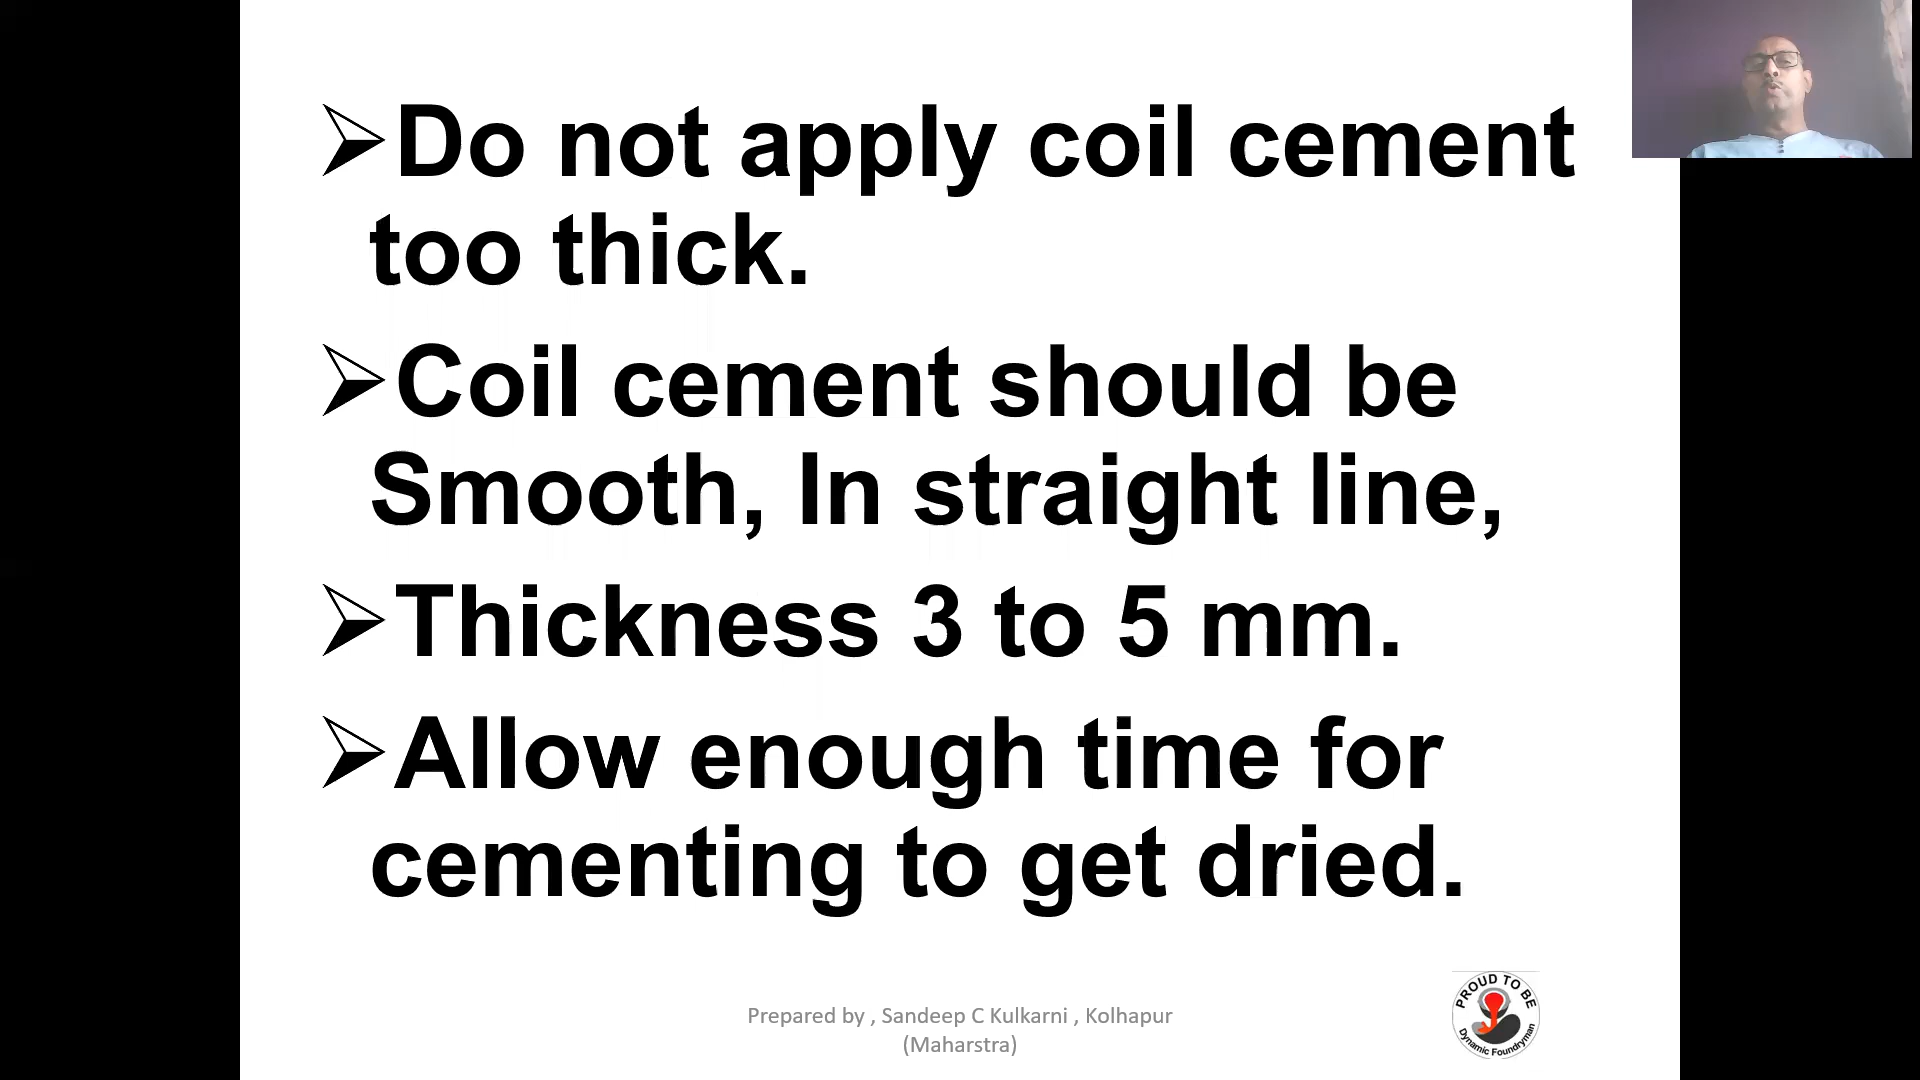 ➢Do not apply coil cement
too thick.
➢Coil cement should be
Smooth, In straight line,
➢Thickness 3 to 5 mm.
➢Allow enough time for
cementing to get dried.
Prepared by , Sandeep C Kulkarni , Kolhapur
(Maharstra)
PROUD TO BE
Dynamic Foundryman